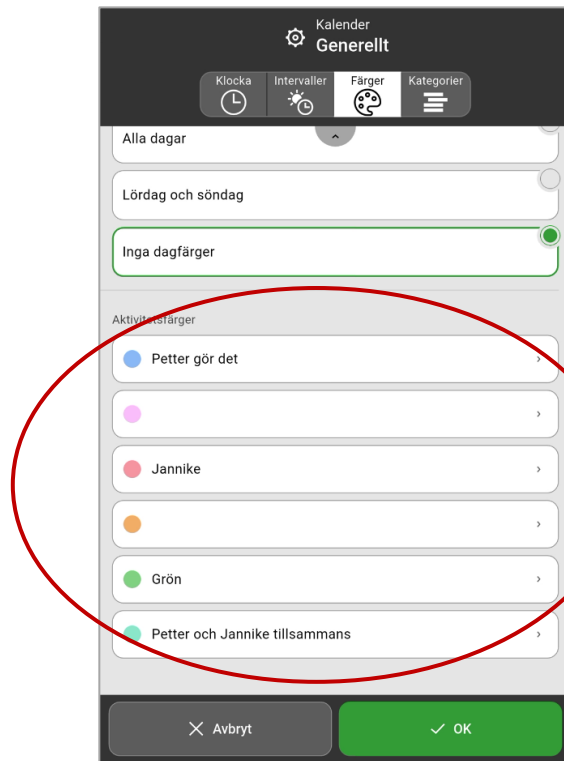 Kalender
Generellt
Klocka Intervaller Färger Kategorier
Alla dagar
Lördag och söndag
Inga dagfärger
Aktivitetsfärger
Petter gör det
Jannike
Grön
Petter och Jannike tillsammans
Avbryt OK